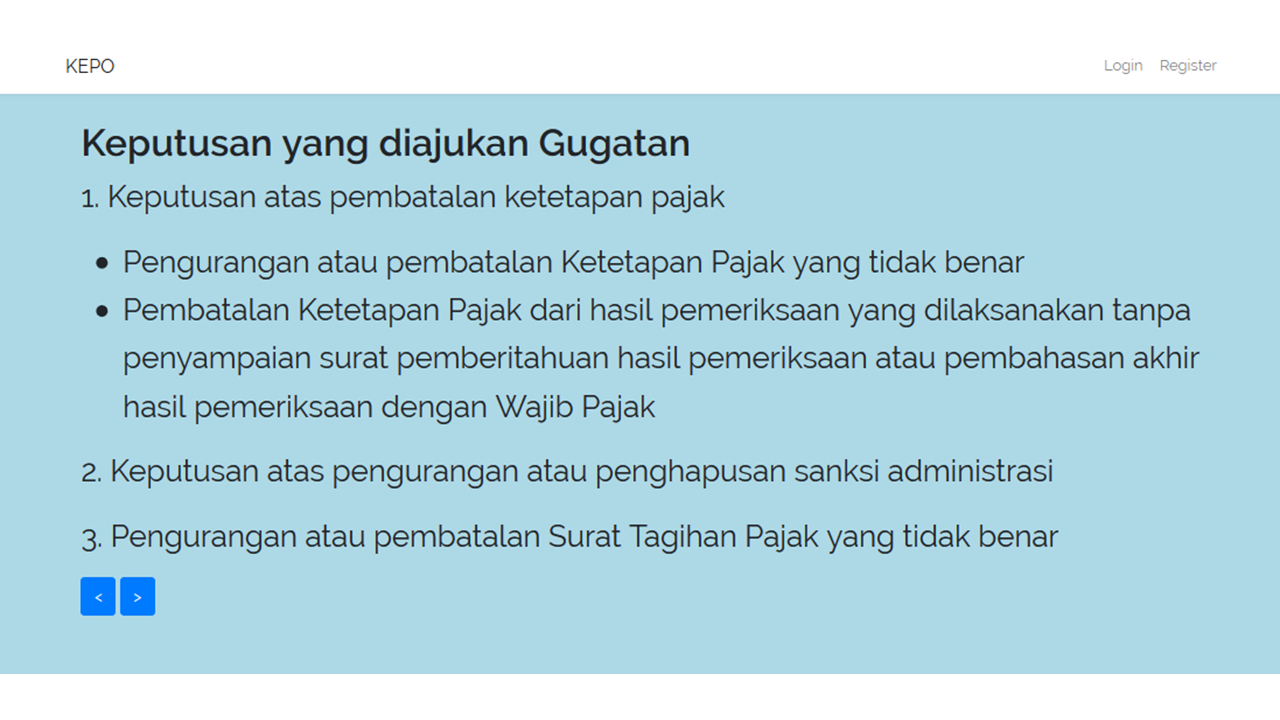 KEPO
Login Register
Keputusan yang diajukan Gugatan
1. Keputusan atas pembatalan ketetapan pajak
● Pengurangan atau pembatalan Ketetapan Pajak yang tidak benar
● Pembatalan Ketetapan Pajak dari hasil pemeriksaan yang dilaksanakan tanpa
penyampaian surat pemberitahuan hasil pemeriksaan atau pembahasan akhir
hasil pemeriksaan dengan Wajib Pajak
2. Keputusan atas pengurangan atau penghapusan sanksi administrasi
3. Pengurangan atau pembatalan Surat Tagihan Pajak yang tidak benar
< >